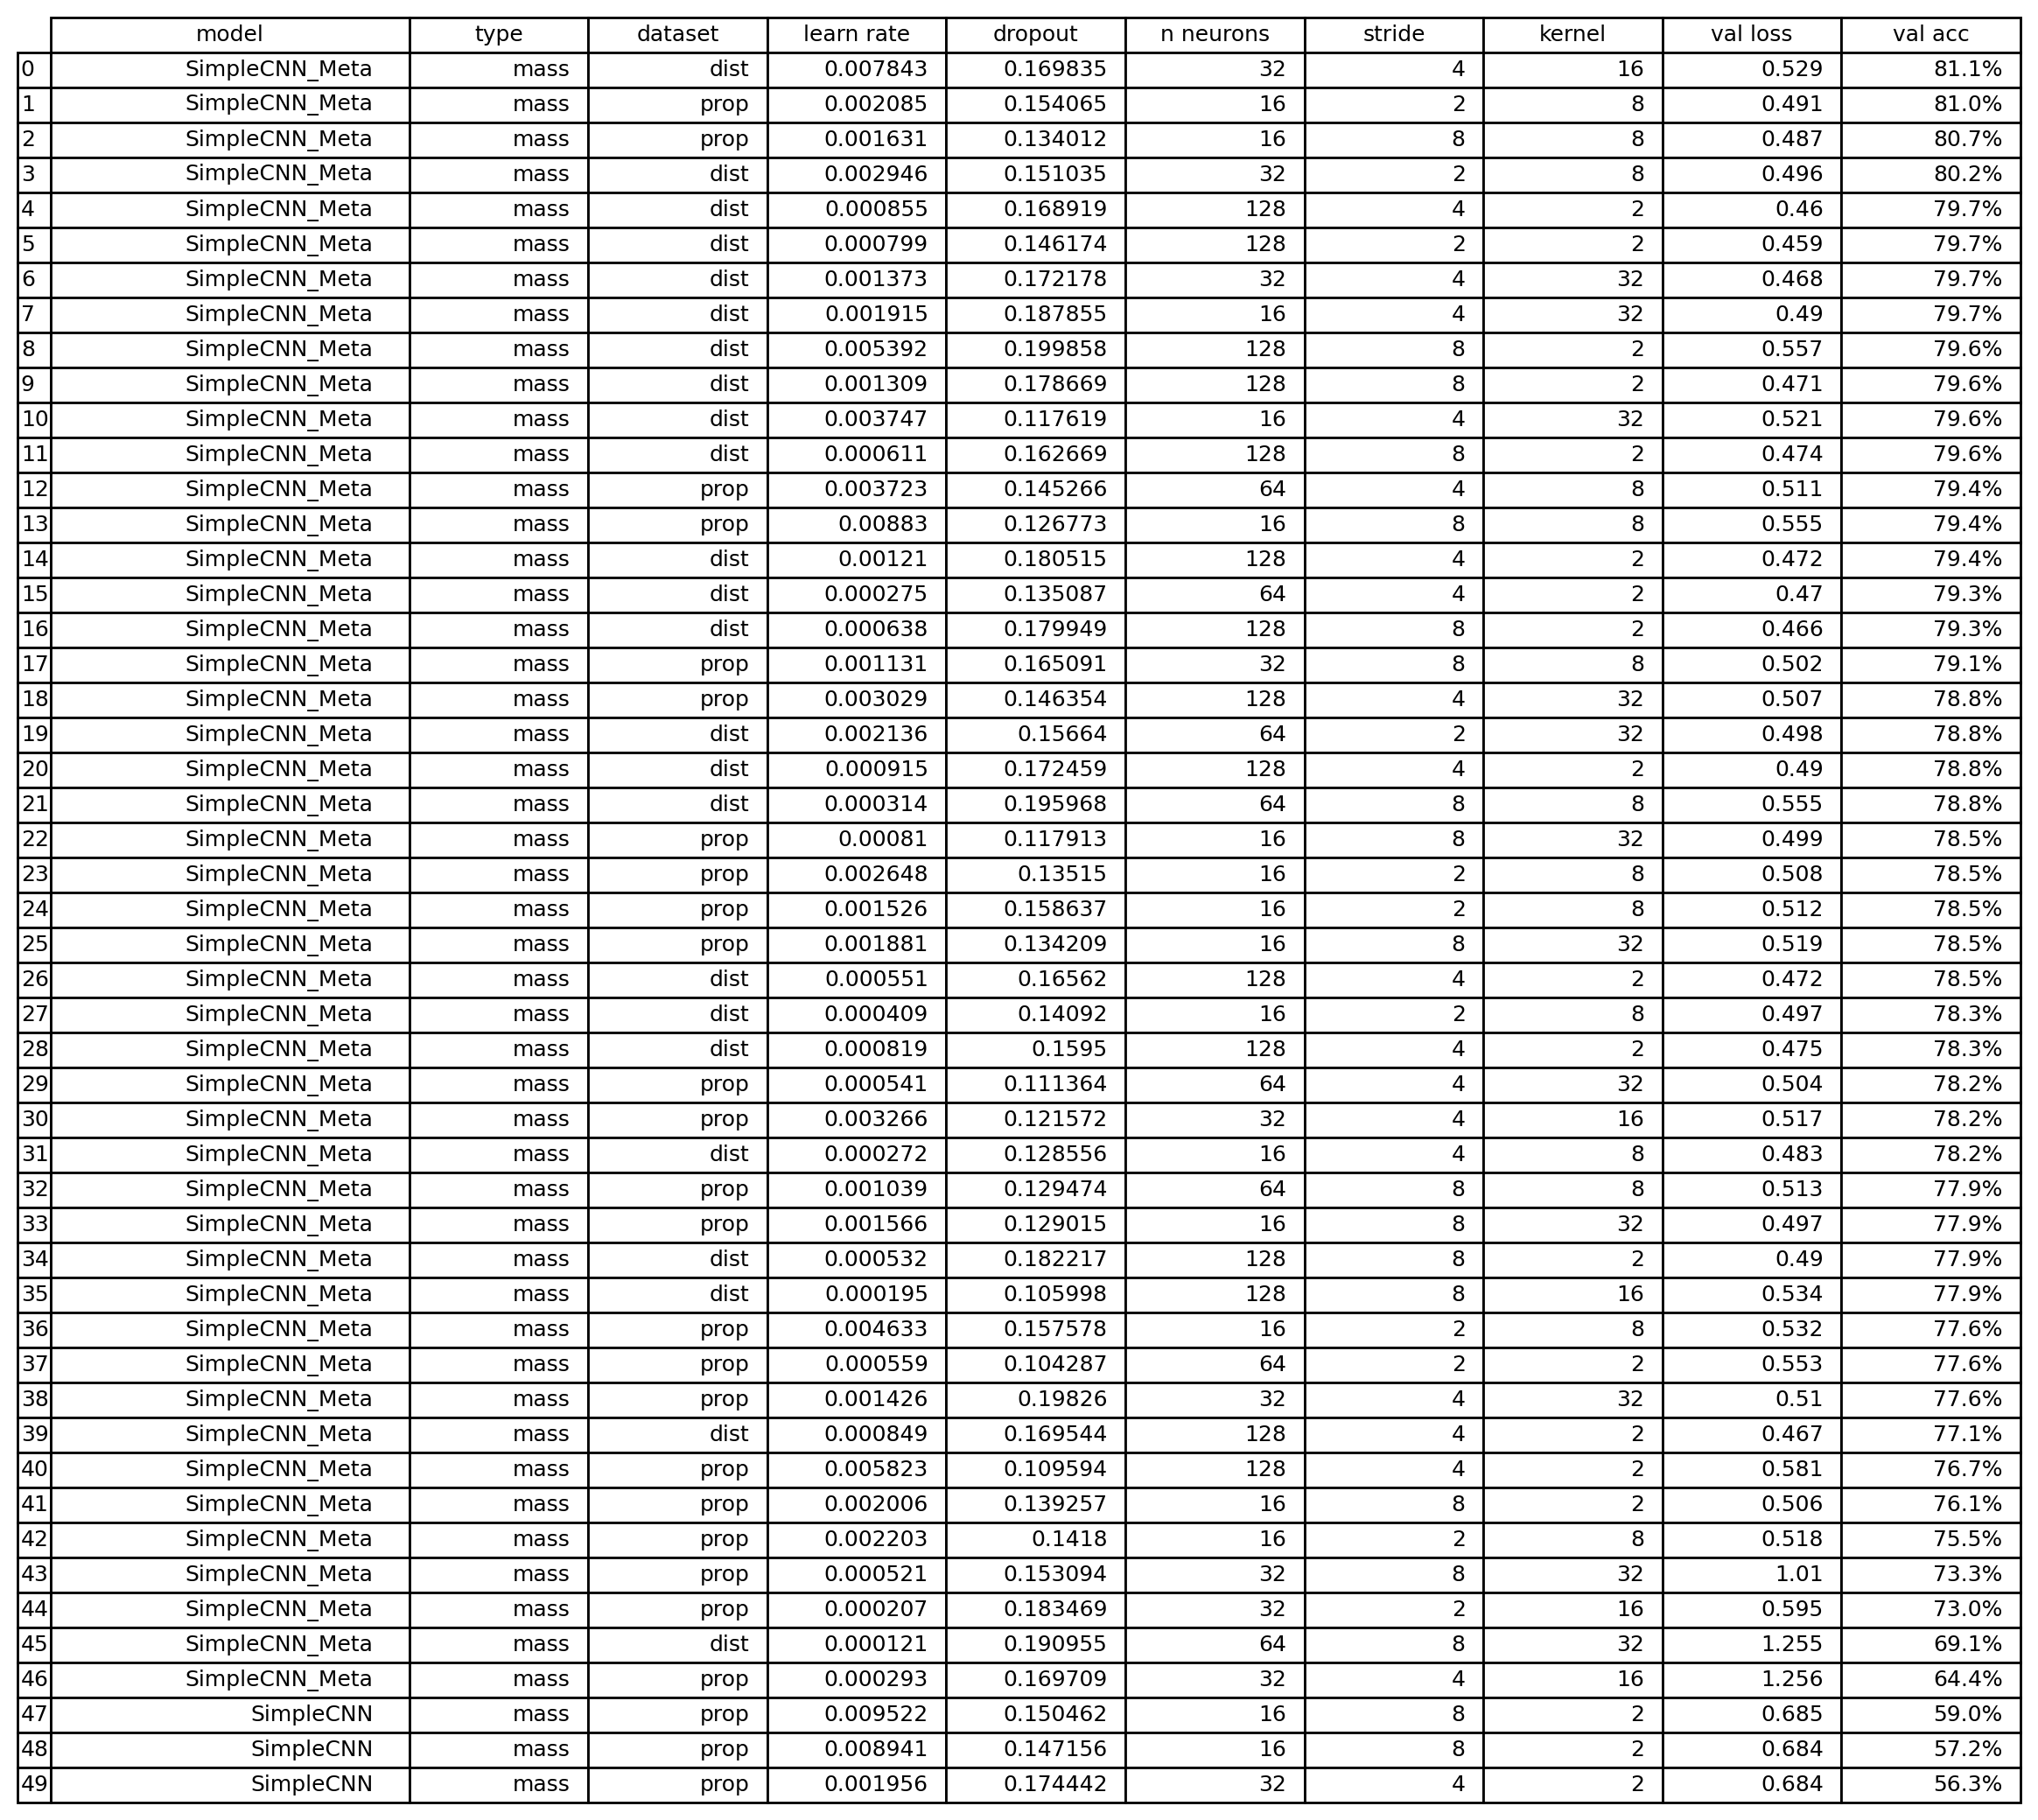 model type dataset learn rate dropout n neurons stride kernel val loss val acc
0 SimpleCNN_Meta mass dist 0.007843 0.169835 32 4 16 0.529 81.1%
1 SimpleCNN_Meta mass prop 0.002085 0.154065 16 2 8 0.491 81.0%
2 SimpleCNN_Meta mass prop 0.001631 0.134012 16 8 8 0.487 80.7%
3 SimpleCNN_Meta mass dist 0.002946 0.151035 32 2 8 0.496 80.2%
4 SimpleCNN_Meta mass dist 0.000855 0.168919 128 4 2 0.46 79.7%
5 SimpleCNN_Meta mass dist 0.000799 0.146174 128 2 2 0.459 79.7%
6 SimpleCNN_Meta mass dist 0.001373 0.172178 32 4 32 0.468 79.7%
7 SimpleCNN_Meta mass dist 0.001915 0.187855 16 4 32 0.49 79.7%
8 SimpleCNN_Meta mass dist 0.005392 0.199858 128 8 2 0.557 79.6%
9 SimpleCNN_Meta mass dist 0.001309 0.178669 128 8 2 0.471 79.6%
10 SimpleCNN_Meta mass dist 0.003747 0.117619 16 4 32 0.521 79.6%
11 SimpleCNN_Meta mass dist 0.000611 0.162669 128 8 2 0.474 79.6%
12 SimpleCNN_Meta mass prop 0.003723 0.145266 64 4 8 0.511 79.4%
13 SimpleCNN_Meta mass prop 0.00883 0.126773 16 8 8 0.555 79.4%
14 SimpleCNN_Meta mass dist 0.00121 0.180515 128 4 2 0.472 79.4%
15 SimpleCNN_Meta mass dist 0.000275 0.135087 64 4 2 0.47 79.3%
16 SimpleCNN_Meta mass dist 0.000638 0.179949 128 8 2 0.466 79.3%
17 SimpleCNN_Meta mass prop 0.001131 0.165091 32 8 8 0.502 79.1%
18 SimpleCNN_Meta mass prop 0.003029 0.146354 128 4 32 0.507 78.8%
19 SimpleCNN_Meta mass dist 0.002136 0.15664 64 2 32 0.498 78.8%
20 SimpleCNN_Meta mass dist 0.000915 0.172459 128 4 2 0.49 78.8%
21 SimpleCNN_Meta mass dist 0.000314 0.195968 64 8 8 0.555 78.8%
22 SimpleCNN_Meta mass prop 0.00081 0.117913 16 8 32 0.499 78.5%
23 SimpleCNN_Meta mass prop 0.002648 0.13515 16 2 8 0.508 78.5%
24 SimpleCNN_Meta mass prop 0.001526 0.158637 16 2 8 0.512 78.5%
25 SimpleCNN_Meta mass prop 0.001881 0.134209 16 8 32 0.519 78.5%
26 SimpleCNN_Meta mass dist 0.000551 0.16562 128 4 2 0.472 78.5%
27 SimpleCNN_Meta mass dist 0.000409 0.14092 16 2 8 0.497 78.3%
28 SimpleCNN_Meta mass dist 0.000819 0.1595 128 4 2 0.475 78.3%
29 SimpleCNN_Meta mass prop 0.000541 0.111364 64 4 32 0.504 78.2%
30 SimpleCNN_Meta mass prop 0.003266 0.121572 32 4 16 0.517 78.2%
31 SimpleCNN_Meta mass dist 0.000272 0.128556 16 4 8 0.483 78.2%
32 SimpleCNN_Meta mass prop 0.001039 0.129474 64 8 8 0.513 77.9%
33 SimpleCNN_Meta mass prop 0.001566 0.129015 16 8 32 0.497 77.9%
34 SimpleCNN_Meta mass dist 0.000532 0.182217 128 8 2 0.49 77.9%
35 SimpleCNN_Meta mass dist 0.000195 0.105998 128 8 16 0.534 77.9%
36 SimpleCNN_Meta mass prop 0.004633 0.157578 16 2 8 0.532 77.6%
37 SimpleCNN_Meta mass prop 0.000559 0.104287 64 2 2 0.553 77.6%
38 SimpleCNN_Meta mass prop 0.001426 0.19826 32 4 32 0.51 77.6%
39 SimpleCNN_Meta mass dist 0.000849 0.169544 128 4 2 0.467 77.1%
40 SimpleCNN_Meta mass prop 0.005823 0.109594 128 4 2 0.581 76.7%
41 SimpleCNN_Meta mass prop 0.002006 0.139257 16 8 2 0.506 76.1%
42 SimpleCNN_Meta mass prop 0.002203 0.1418 16 2 8 0.518 75.5%
43 SimpleCNN_Meta mass prop 0.000521 0.153094 32 8 32 1.01 73.3%
44 SimpleCNN_Meta mass prop 0.000207 0.183469 32 2 16 0.595 73.0%
45 SimpleCNN_Meta mass dist 0.000121 0.190955 64 8 32 1.255 69.1%
46 SimpleCNN_Meta mass prop 0.000293 0.169709 32 4 16 1.256 64.4%
47 SimpleCNN mass prop 0.009522 0.150462 16 8 2 0.685 59.0%
48 SimpleCNN mass prop 0.008941 0.147156 16 8 2 0.684 57.2%
49 SimpleCNN mass prop 0.001956 0.174442 32 4 2 0.684 56.3%